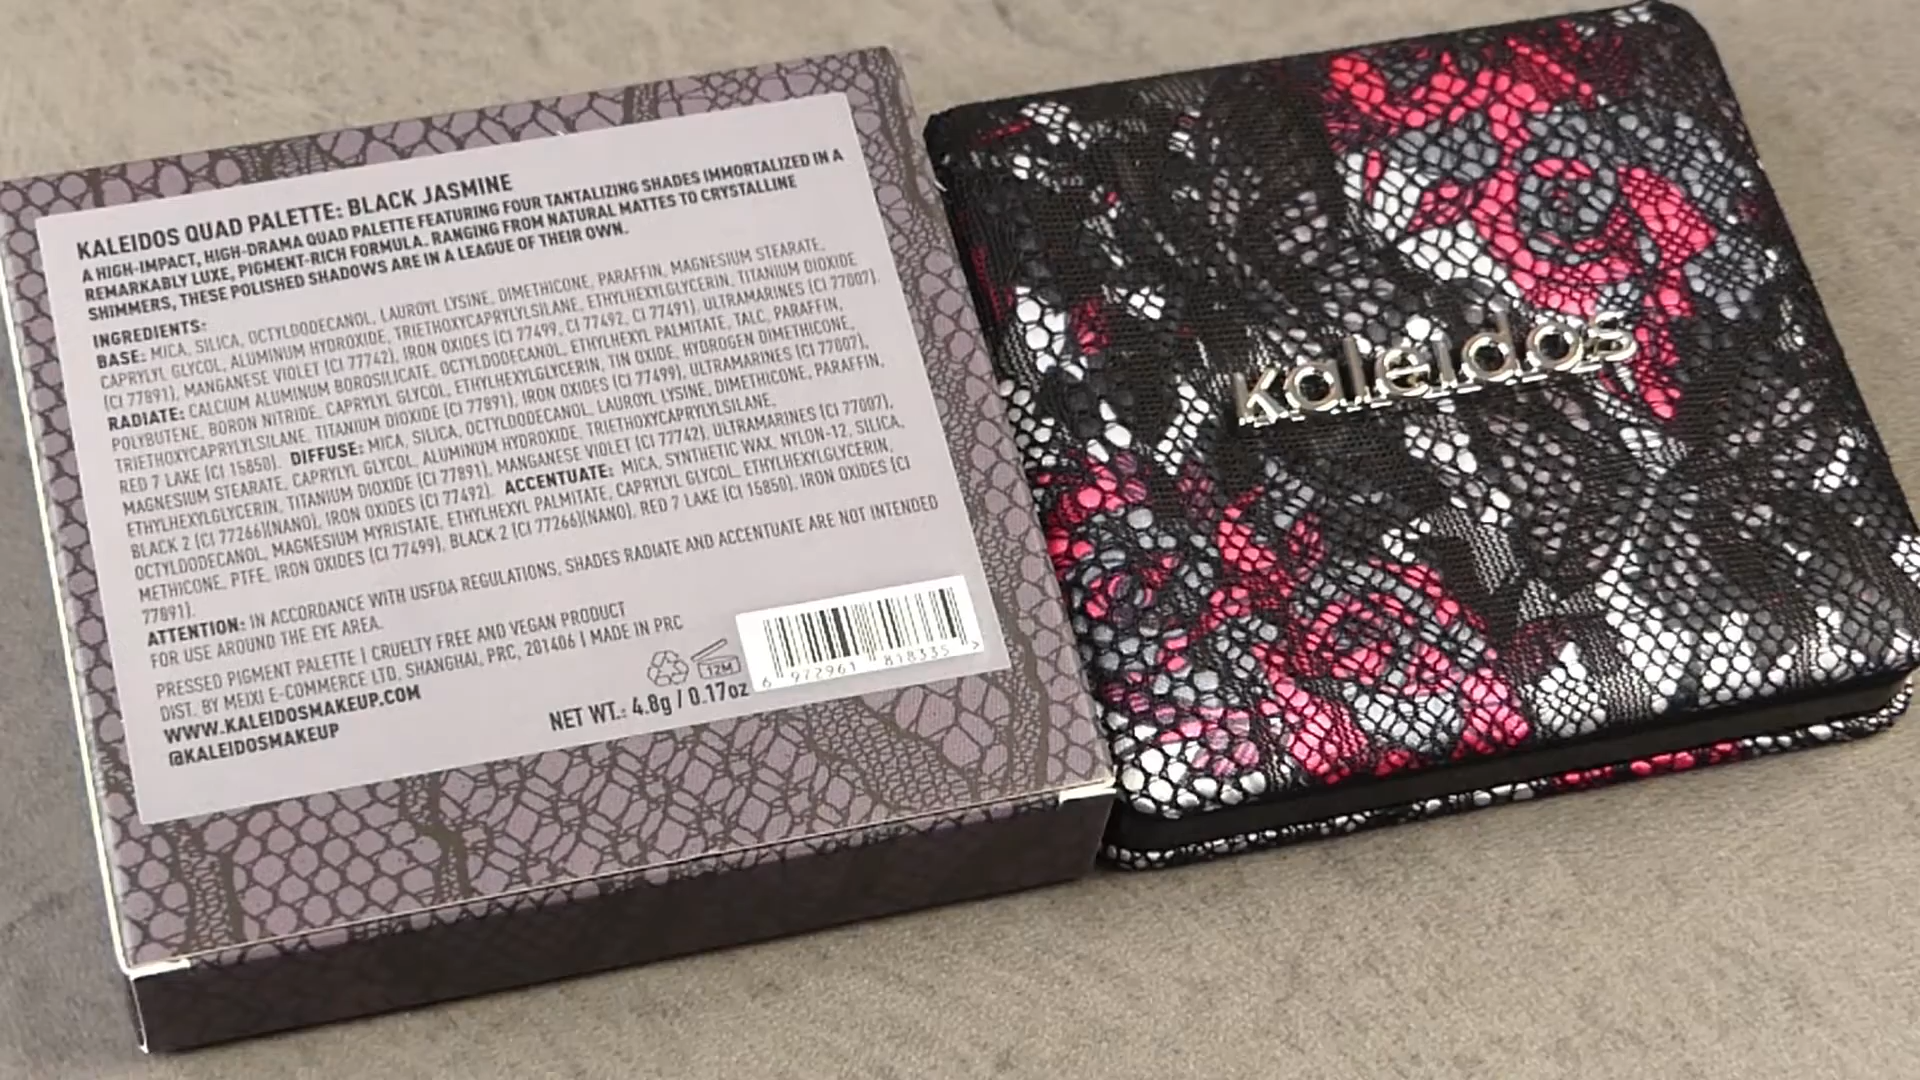 KALEIDOS QUAD PALETTE: BLACK JASMINE
A HIGH-IMPACT, HIGH-DRAMA QUAD PALETTE FEATURING FOUR TANTALIZING SHADES IMMORTALIZED IN A
REMARKABLY LUXE, PIGMENT-RICH FORMULA. RANGING FROM NATURAL MATTES TO CRYSTALLINE
SHIMMERS, THESE POLISHED SHADOWS ARE IN A LEAGUE OF THEIR OWN.
INGREDIENTS:
BASE: MICA, SILICA, OCTYLDODECANOL, LAUROYL LYSINE, DIMETHICONE, PARAFFIN, MAGNESIUM STEARATE,
CAPRYLYL GLYCOL, ALUMINUM HYDROXIDE, TRIETHOXYCAPRYLYLSILANE, ETHYLHEXYLGLYCERIN, TITANIUM DIOXIDE
(CI 77891), MANGANESE VIOLET (CI 77742), IRON OXIDES (CI 77499, CI 77492, CI 77491), ULTRAMARINES (CI 77007).
RADIATE: CALCIUM ALUMINUM BOROSILICATE, OCTYLDODECANOL, ETHYLHEXYL PALMITATE, TALC, PARAFFIN,
POLYBUTENE, BORON NITRIDE, CAPRYLYL GLYCOL, ETHYLHEXYLGLYCERIN, TIN OXIDE, HYDROGEN DIMETHICONE,
TRIETHOXYCAPRYLYLSILANE, TITANIUM DIOXIDE (CI 77891), IRON OXIDES (CI 77499), ULTRAMARINES (CI 77007),
RED 7 LAKE (CI 15850). DIFFUSE: MICA, SILICA, OCTYLDODECANOL, LAUROYL LYSINE, DIMETHICONE, PARAFFIN,
MAGNESIUM STEARATE, CAPRYLYL GLYCOL, ALUMINUM HYDROXIDE, TRIETHOXYCAPRYLYLSILANE,
ETHYLHEXYLGLYCERIN, TITANIUM DIOXIDE (CI 77891), MANGANESE VIOLET (CI 77742), ULTRAMARINES (CI 77007),
BLACK 2 (CI 77266)(NANO), IRON OXIDES (CI 77492). ACCENTUATE: MICA, SYNTHETIC WAX, NYLON-12, SILICA,
OCTYLDODECANOL, MAGNESIUM MYRISTATE, ETHYLHEXYL PALMITATE, CAPRYLYL GLYCOL, ETHYLHEXYLGLYCERIN,
METHICONE, PTFE, IRON OXIDES (CI 77499), BLACK 2 (CI 77266)(NANO), RED 7 LAKE (CI 15850), IRON OXIDES (CI
77891).
ATTENTION: IN ACCORDANCE WITH USFDA REGULATIONS, SHADES RADIATE AND ACCENTUATE ARE NOT INTENDED
FOR USE AROUND THE EYE AREA.
PRESSED PIGMENT PALETTE | CRUELTY FREE AND VEGAN PRODUCT
DIST. BY MEIXI E-COMMERCE LTD, SHANGHAI, PRC, 201406 | MADE IN PRC
WWW.KALEIDOSMAKEUP.COM
@KALEIDOSMAKEUP
12M
NET WT.: 4.8g / 0.17oz
6 972961 818335 >
kaleidos